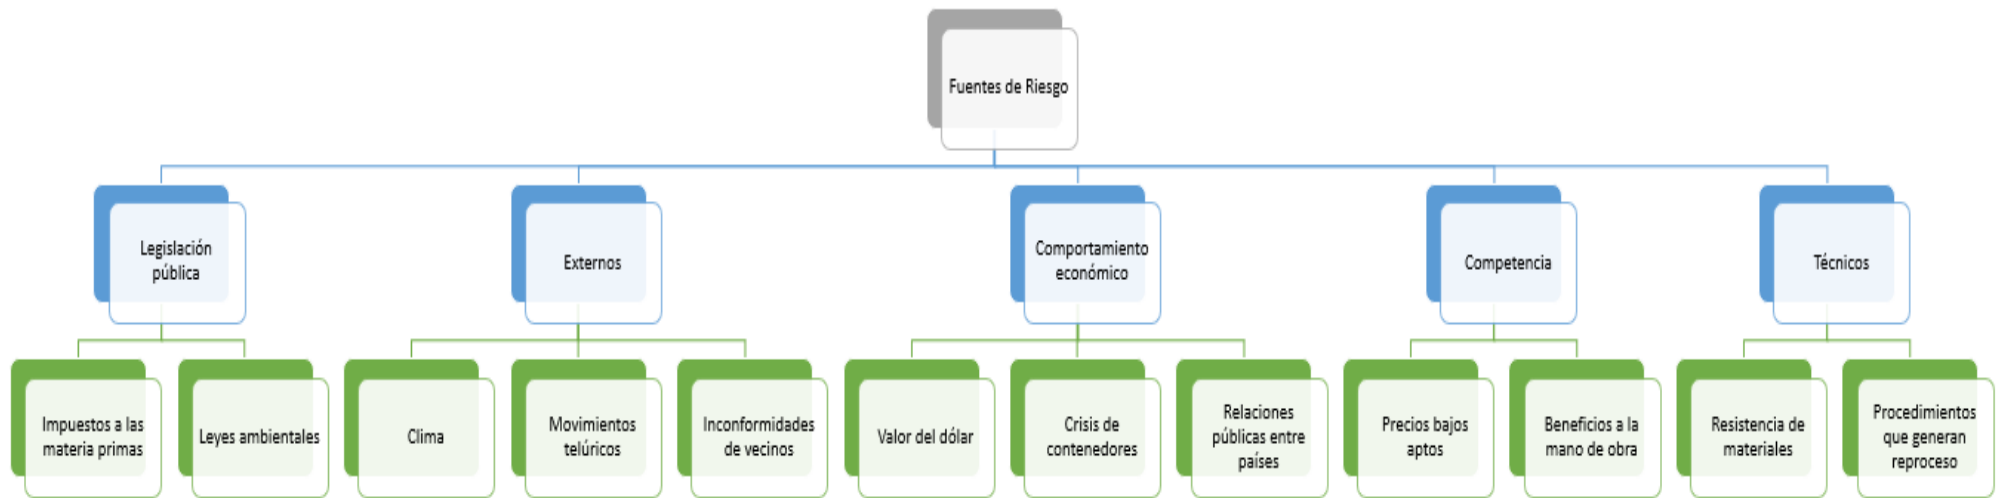 Fuentes de Riesgo
Legislación
pública
Externos
Comportamiento
económico
Competencia
Técnicos
Impuestos a las
materia primas
Leyes ambientales
Clima
Movimientos
telúricos
Inconformidades
de vecinos
Valor del dólar
Crisis de
contenedores
Relaciones
públicas entre
países
Precios bajos
aptos
Beneficios a la
mano de obra
Resistencia de
materiales
Procedimientos
que generan
reproceso